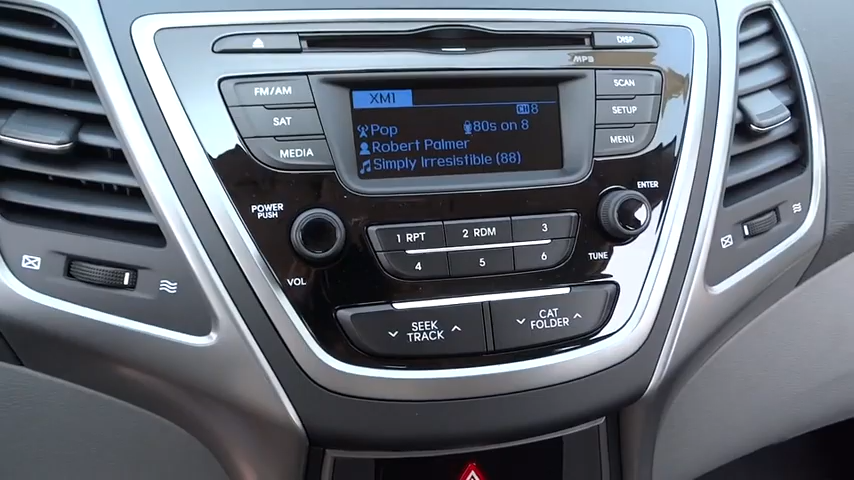 DISP
MP3
FM/AM
SAT
MEDIA
XM1
CH 8
Pop
80s on 8
Robert Palmer
Simply Irresistible (88)
SCAN
SETUP
MENU
POWER
PUSH
VOL
ENTER
TUNE
1 RPT
2 RDM
3
4
5
6
SEEK
TRACK
CAT
FOLDER